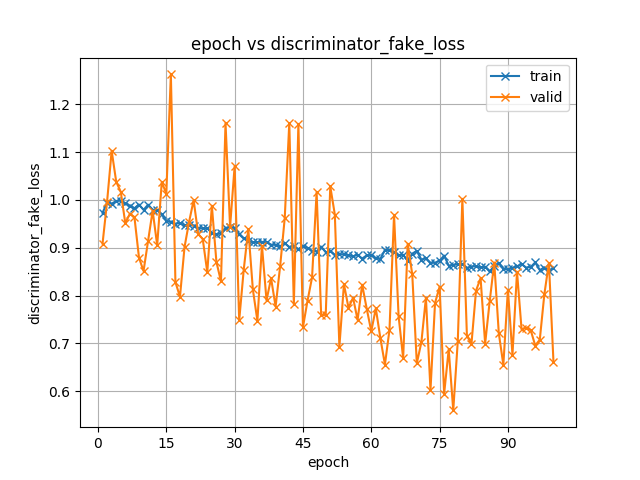 epoch vs discriminator_fake_loss
train
valid
discriminator_fake_loss
1.2
1.1
1.0
0.9
0.8
0.7
0.6
0
15
30
45
60
75
90
epoch